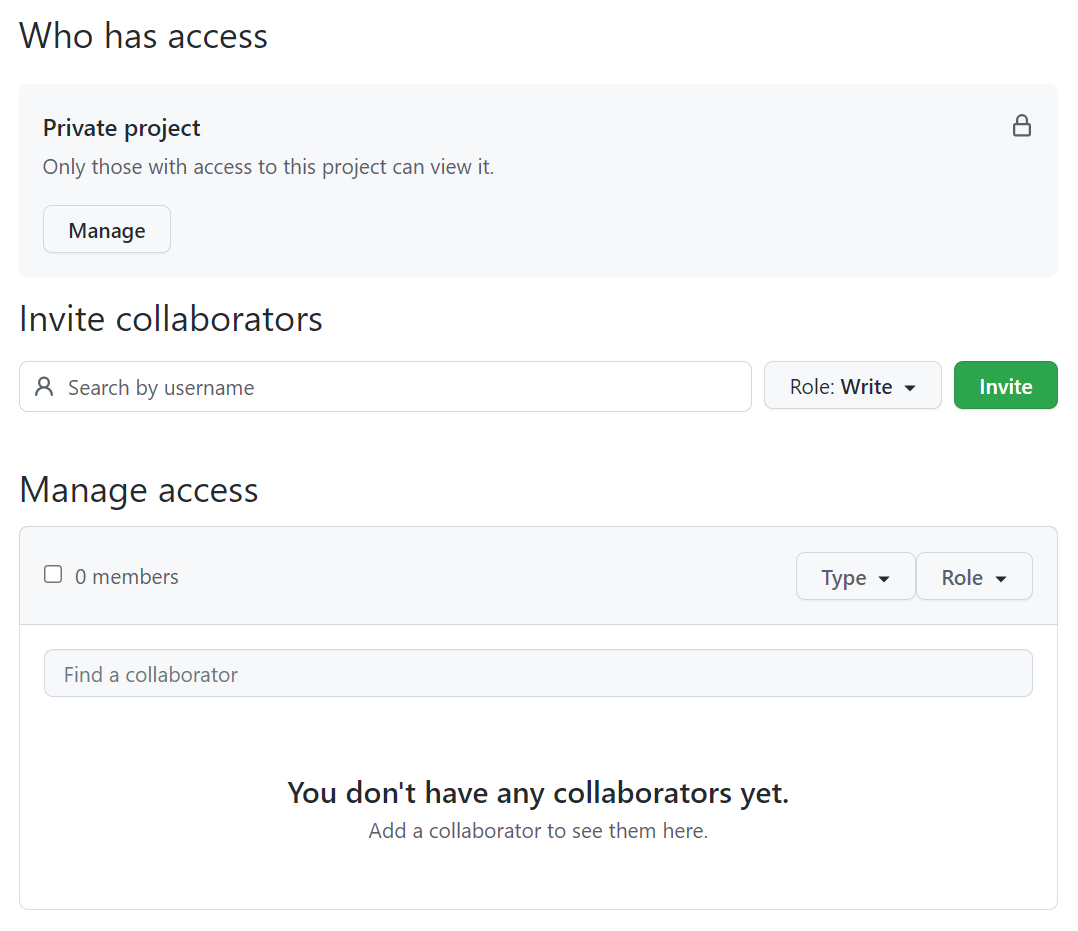 Who has access
Private project
Only those with access to this project can view it.
Manage
Invite collaborators
Search by username
Role: Write
Invite
Manage access
0 members
Type
Role
Find a collaborator
You don't have any collaborators yet.
Add a collaborator to see them here.